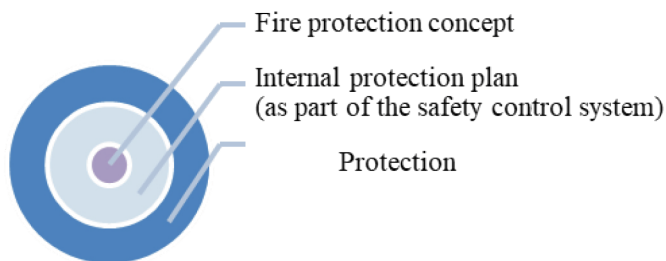 Fire protection concept
Internal protection plan
(as part of the safety control system)
Protection